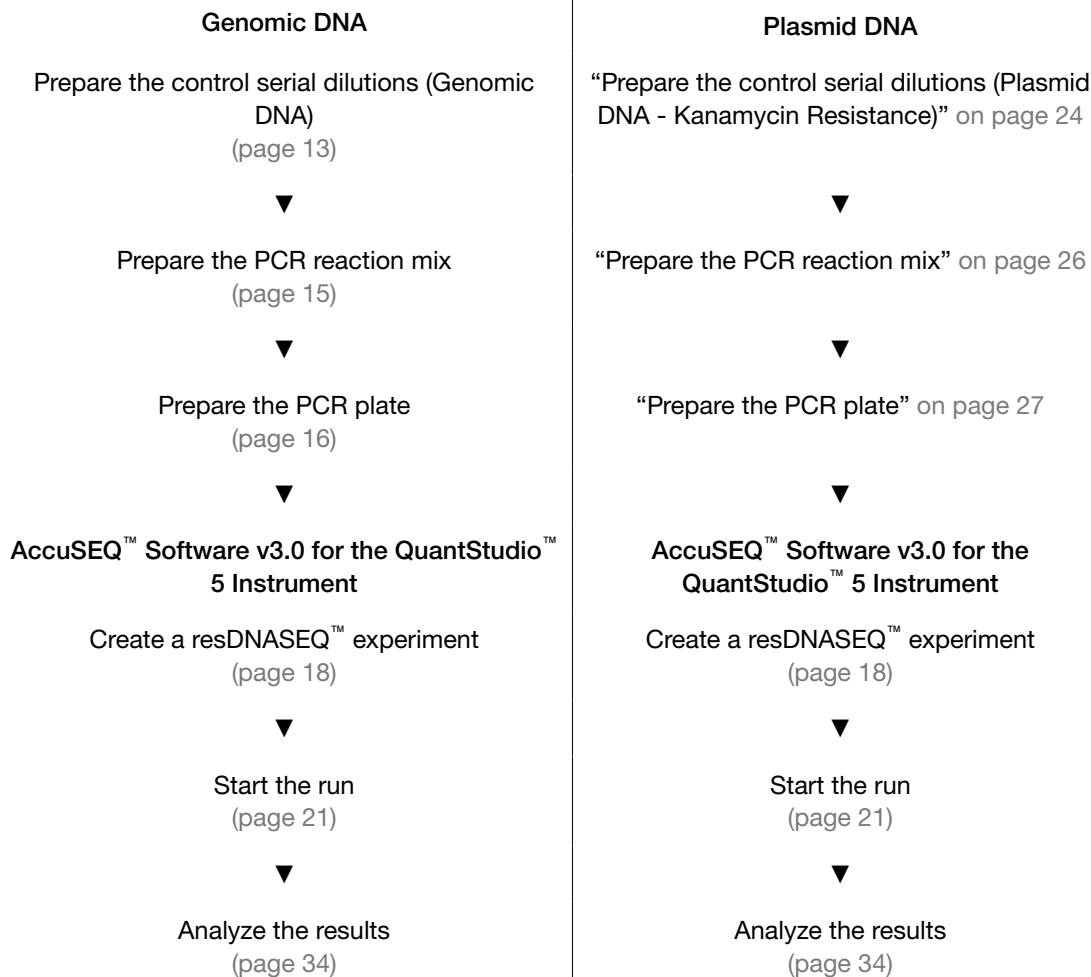 Genomic DNA
Prepare the control serial dilutions (Genomic
DNA)
(page 13)
▼
Prepare the PCR reaction mix
(page 15)
▼
Prepare the PCR plate
(page 16)
▼
AccuSEQ™ Software v3.0 for the QuantStudio™
5 Instrument
Create a resDNASEQ™ experiment
(page 18)
▼
Start the run
(page 21)
▼
Analyze the results
(page 34)
Plasmid DNA
“Prepare the control serial dilutions (Plasmid
DNA - Kanamycin Resistance)” on page 24
▼
“Prepare the PCR reaction mix” on page 26
▼
“Prepare the PCR plate” on page 27
▼
AccuSEQ™ Software v3.0 for the
QuantStudio™ 5 Instrument
Create a resDNASEQ™ experiment
(page 18)
▼
Start the run
(page 21)
▼
Analyze the results
(page 34)